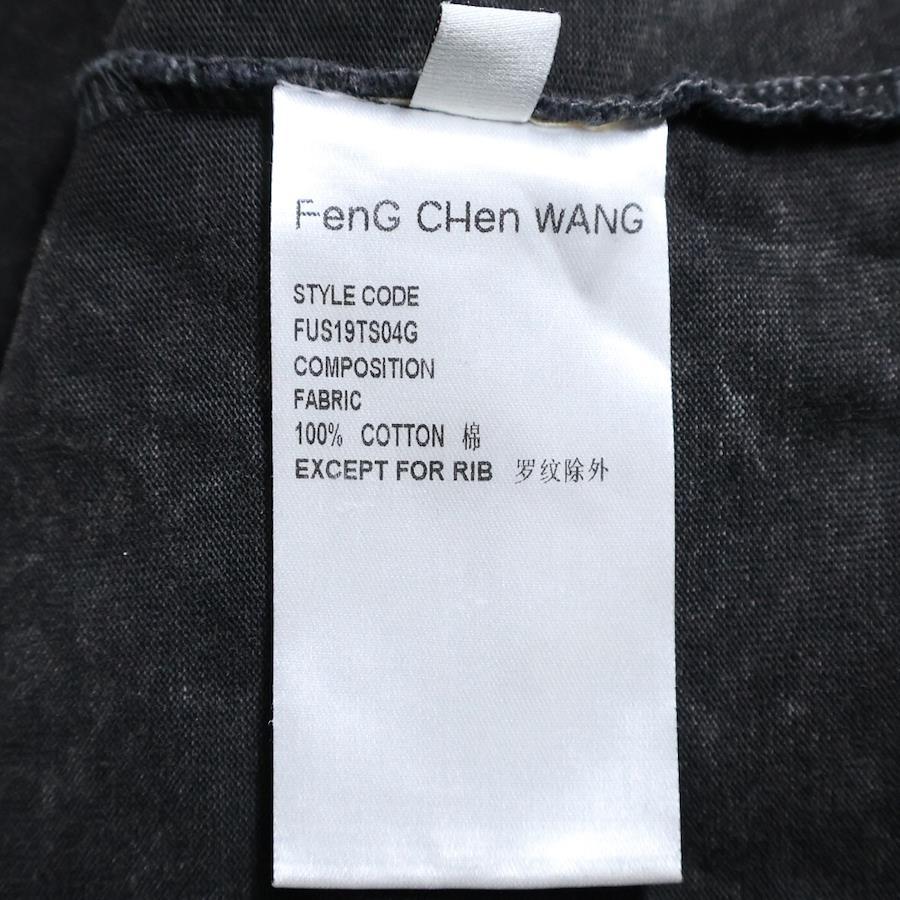 FenG CHen WANG
STYLE CODE
FUS19TS04G
COMPOSITION
FABRIC
100% COTTON 棉
EXCEPT FOR RIB 罗纹除外